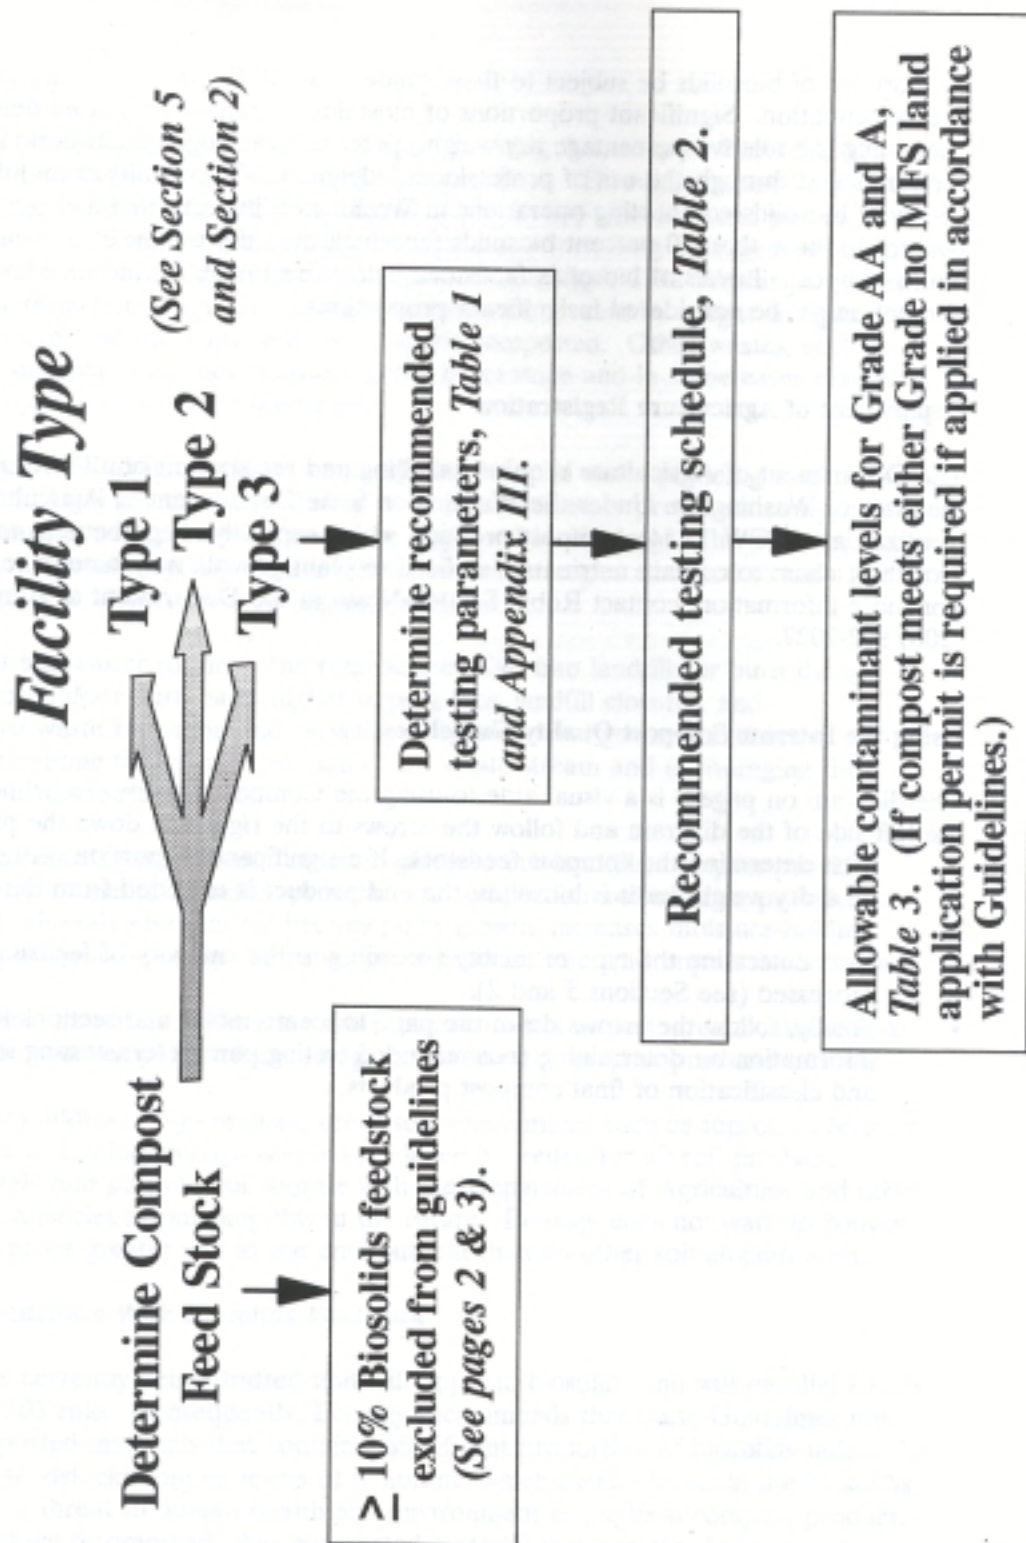 Facility Type
Determine Compost
Feed Stock
Type 1
Type 2
Type 3
(See Section 5
and Section 2)
≥ 10% Biosolids feedstock
excluded from guidelines
(See pages 2 & 3).
Determine recommended
testing parameters, Table 1
and Appendix II.
Recommended testing schedule, Table 2.
Allowable contaminant levels for Grade AA and A,
Table 3. (If compost meets either Grade no MFS land
application permit is required if applied in accordance
with Guidelines.)